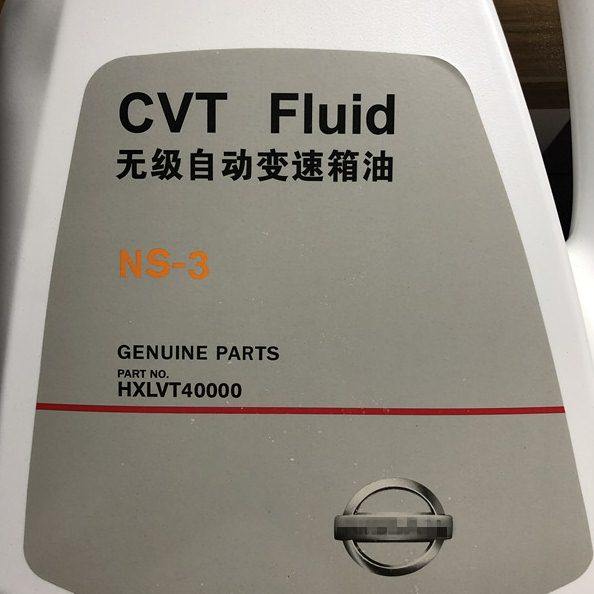 CVT Fluid
无级自动变速箱油
NS-3
GENUINE PARTS
PART NO.
HXLVT40000